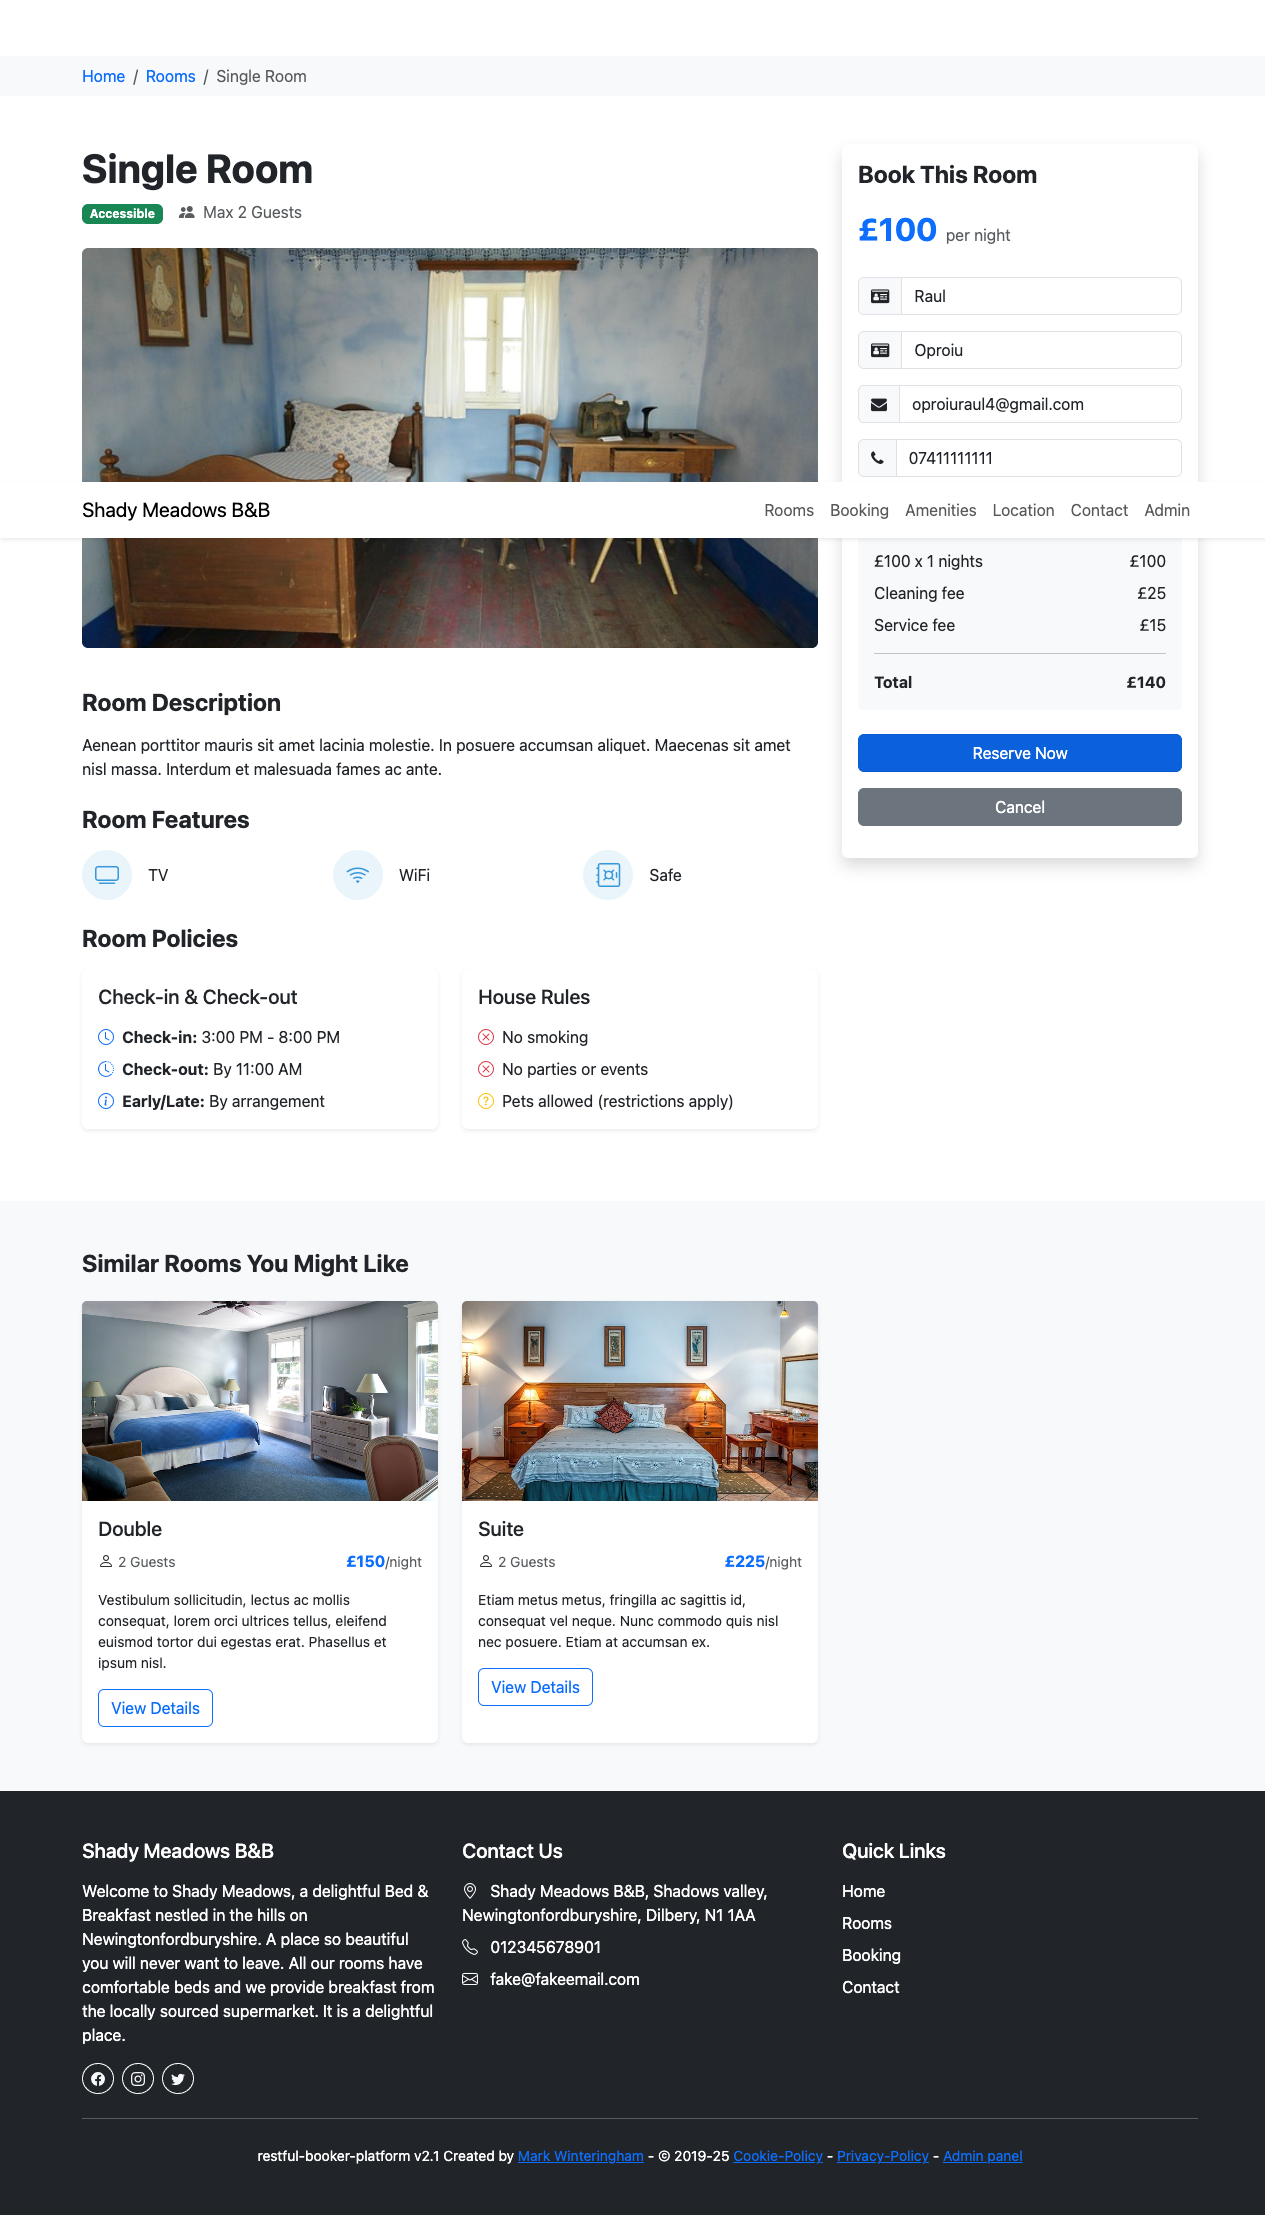 Home / Rooms / Single Room
Single Room
Accessible Max 2 Guests
Book This Room
£100 per night
Raul
Oproiu
oproiuraul4@gmail.com
07411111111
Shady Meadows B&B
Rooms Booking Amenities Location Contact Admin
£100 x 1 nights £100
Cleaning fee £25
Service fee £15
Total £140
Reserve Now
Cancel
Room Description
Aenean porttitor mauris sit amet lacinia molestie. In posuere accumsan aliquet. Maecenas sit amet
nisl massa. Interdum et malesuada fames ac ante.
Room Features
TV
WiFi
Safe
Room Policies
Check-in & Check-out
Check-in: 3:00 PM - 8:00 PM
Check-out: By 11:00 AM
Early/Late: By arrangement
House Rules
No smoking
No parties or events
Pets allowed (restrictions apply)
Similar Rooms You Might Like
Double
2 Guests £150/night
Vestibulum sollicitudin, lectus ac mollis
consequat, lorem orci ultrices tellus, eleifend
euismod tortor dui egestas erat. Phasellus et
ipsum nisl.
View Details
Suite
2 Guests £225/night
Etiam metus metus, fringilla ac sagittis id,
consequat vel neque. Nunc commodo quis nisl
nec posuere. Etiam at accumsan ex.
View Details
Shady Meadows B&B
Welcome to Shady Meadows, a delightful Bed &
Breakfast nestled in the hills on
Newingtonfordburyshire. A place so beautiful
you will never want to leave. All our rooms have
comfortable beds and we provide breakfast from
the locally sourced supermarket. It is a delightful
place.
Contact Us
Shady Meadows B&B, Shadows valley,
Newingtonfordburyshire, Dilbery, N1 1AA
012345678901
fake@fakeemail.com
Quick Links
Home
Rooms
Booking
Contact
restful-booker-platform v2.1 Created by Mark Winteringham - © 2019-25 Cookie-Policy - Privacy-Policy - Admin panel